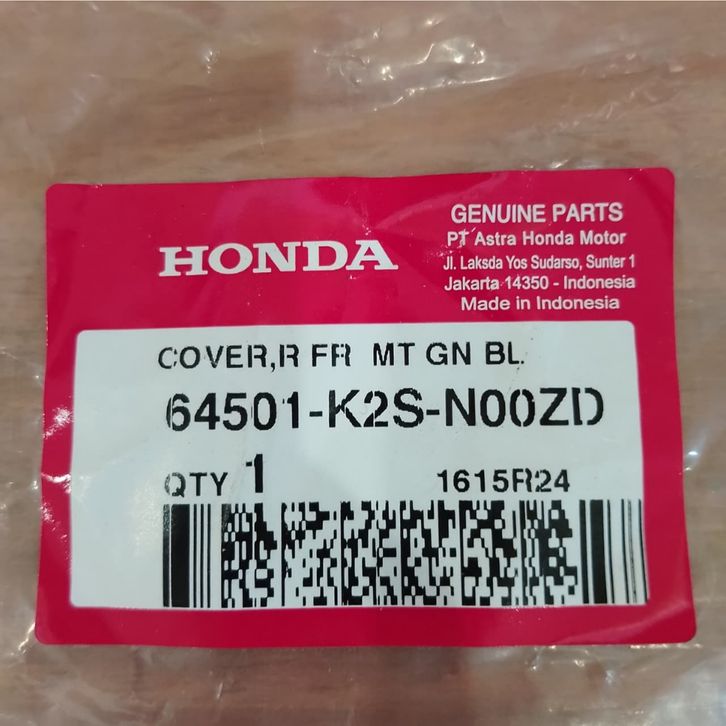 HONDA
GENUINE PARTS
PT Astra Honda Motor
Jl. Laksda Yos Sudarso, Sunter 1
Jakarta 14350 - Indonesia
Made in Indonesia
COVER,R FR MT GN BL
64501-K2S-N00ZD
QTY 1 1615R24